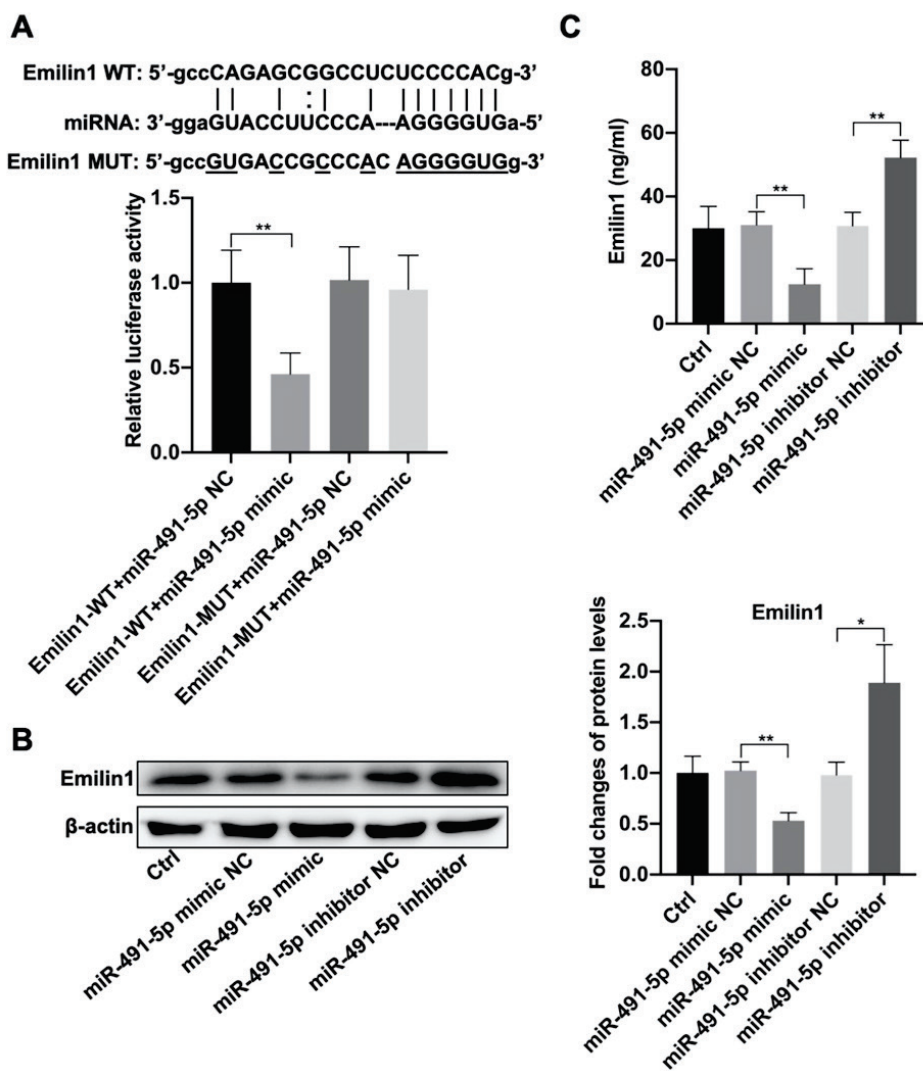 A
Emilin1 WT: 5'-gccCAGAGCGGCCUCUCCCCACg-3'
miRNA: 3'-ggaGUACCUUCCCA---AGGGGUGa-5'
Emilin1 MUT: 5'-gccGUGACCGCCCAC AGGGGUGg-3'
Relative luciferase activity
1.5
1.0
0.5
0.0
**
Emilin1-WT+miR-491-5p NC
Emilin1-WT+miR-491-5p mimic
Emilin1-MUT+miR-491-5p NC
Emilin1-MUT+miR-491-5p mimic
B
Emilin1
β-actin
Ctrl
miR-491-5p mimic NC
miR-491-5p mimic
miR-491-5p inhibitor NC
miR-491-5p inhibitor
C
Emilin1 (ng/ml)
80
60
40
20
0
**
**
Ctrl
miR-491-5p mimic NC
miR-491-5p mimic
miR-491-5p inhibitor NC
miR-491-5p inhibitor
Emilin1
Fold changes of protein levels
2.5
2.0
1.5
1.0
0.5
0.0
**
*
Ctrl
miR-491-5p mimic NC
miR-491-5p mimic
miR-491-5p inhibitor NC
miR-491-5p inhibitor